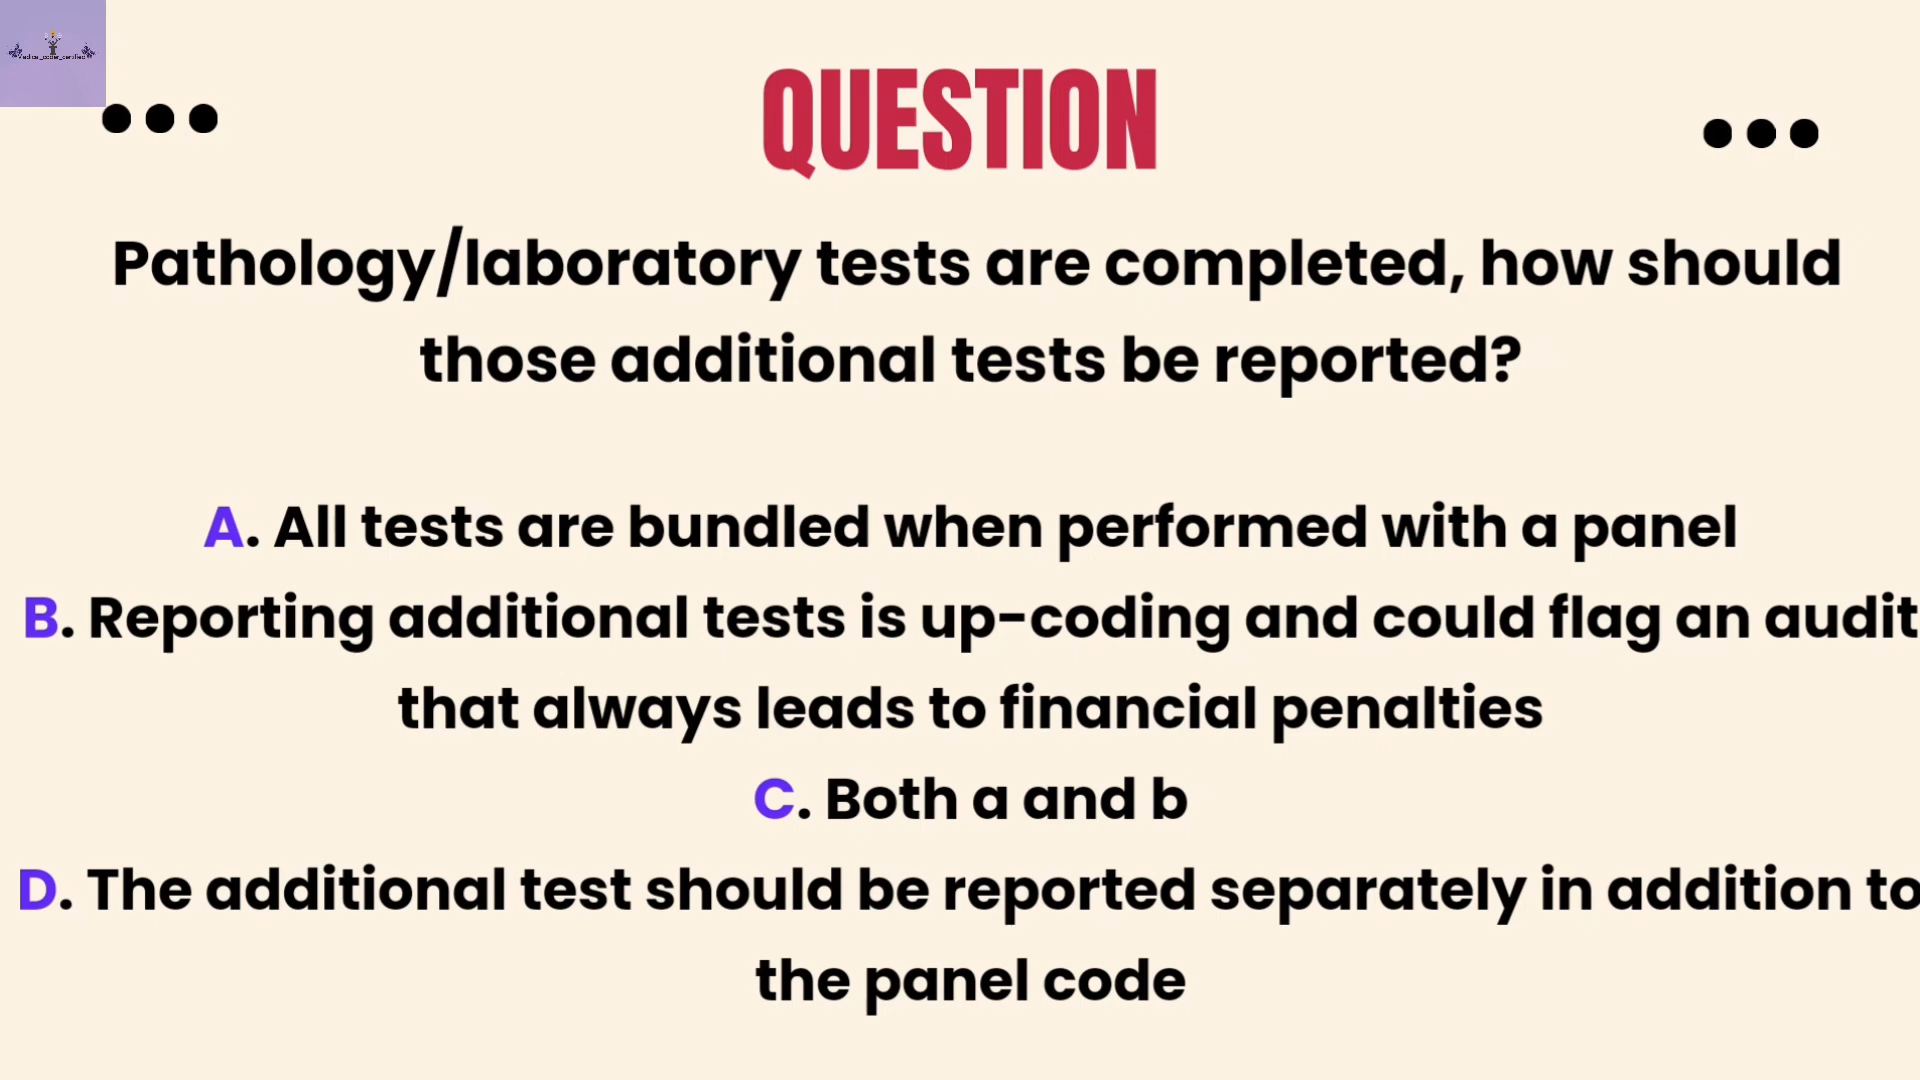 QUESTION
Pathology/laboratory tests are completed, how should
those additional tests be reported?
A. All tests are bundled when performed with a panel
B. Reporting additional tests is up-coding and could flag an audit
that always leads to financial penalties
C. Both a and b
D. The additional test should be reported separately in addition to
the panel code